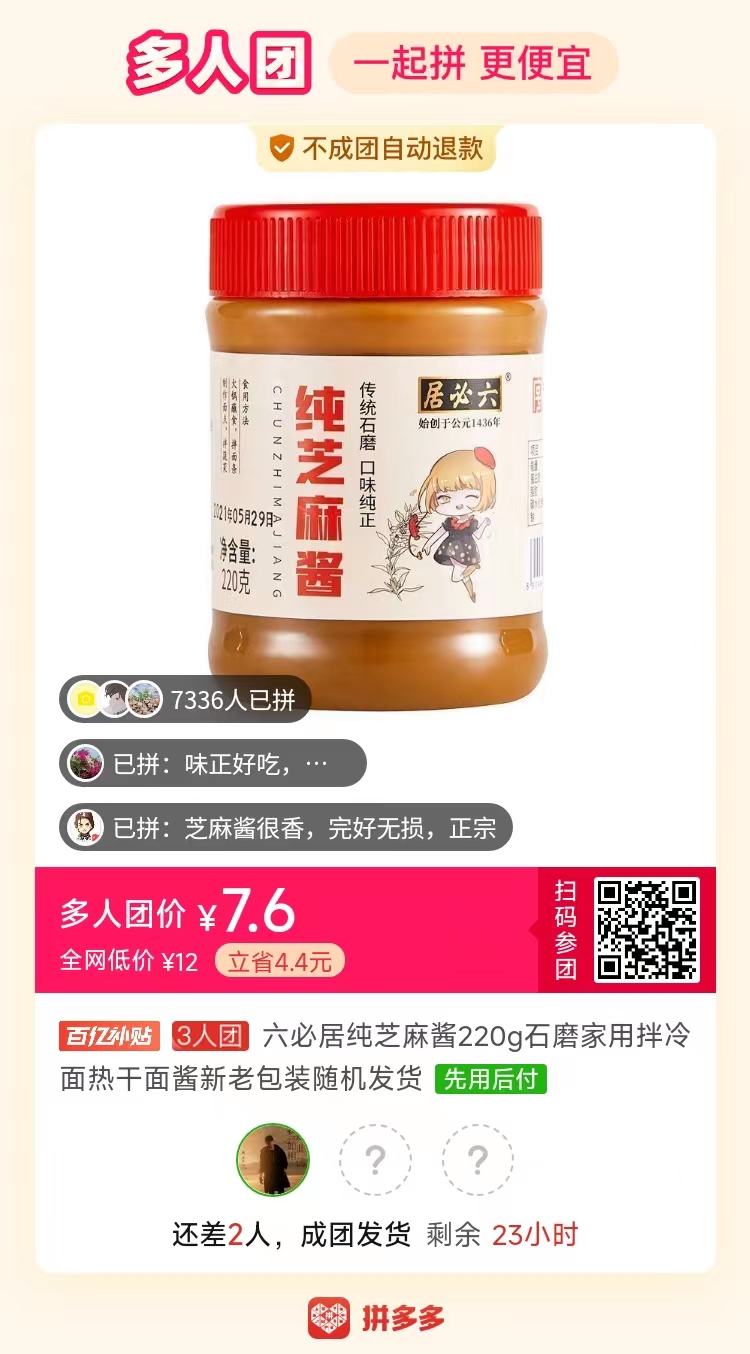 多人团
一起拼 更便宜
不成团自动退款
六必居
®
始创于公元1436年
传统石磨 口味纯正
纯芝麻酱
CHUNZHIMAJIANG
食用方法
火锅蘸食,拌面条
制作面点,拌蔬菜
2021年05月29日
净含量:
220克
项目
7336人已拼
已拼:味正好吃,…
已拼:芝麻酱很香,完好无损,正宗
多人团价 ¥7.6
全网低价 ¥12 立省4.4元
扫码参团
百亿补贴 3人团 六必居纯芝麻酱220g石磨家用拌冷
面热干面酱新老包装随机发货 先用后付
?
?
还差2人,成团发货 剩余 23小时
拼多多